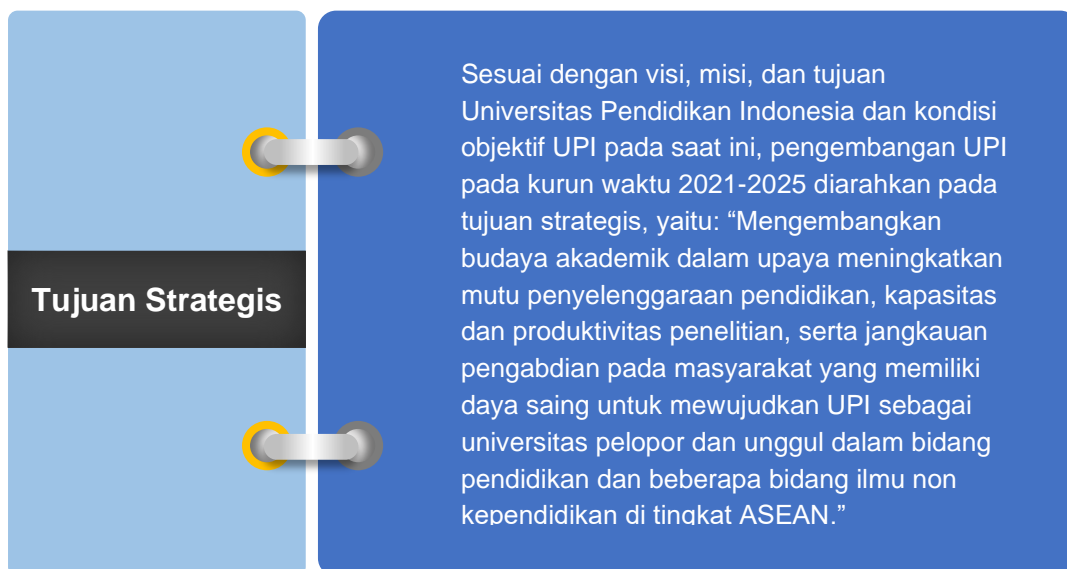 Tujuan Strategis
Sesuai dengan visi, misi, dan tujuan
Universitas Pendidikan Indonesia dan kondisi
objektif UPI pada saat ini, pengembangan UPI
pada kurun waktu 2021-2025 diarahkan pada
tujuan strategis, yaitu: “Mengembangkan
budaya akademik dalam upaya meningkatkan
mutu penyelenggaraan pendidikan, kapasitas
dan produktivitas penelitian, serta jangkauan
pengabdian pada masyarakat yang memiliki
daya saing untuk mewujudkan UPI sebagai
universitas pelopor dan unggul dalam bidang
pendidikan dan beberapa bidang ilmu non
kependidikan di tingkat ASEAN.”